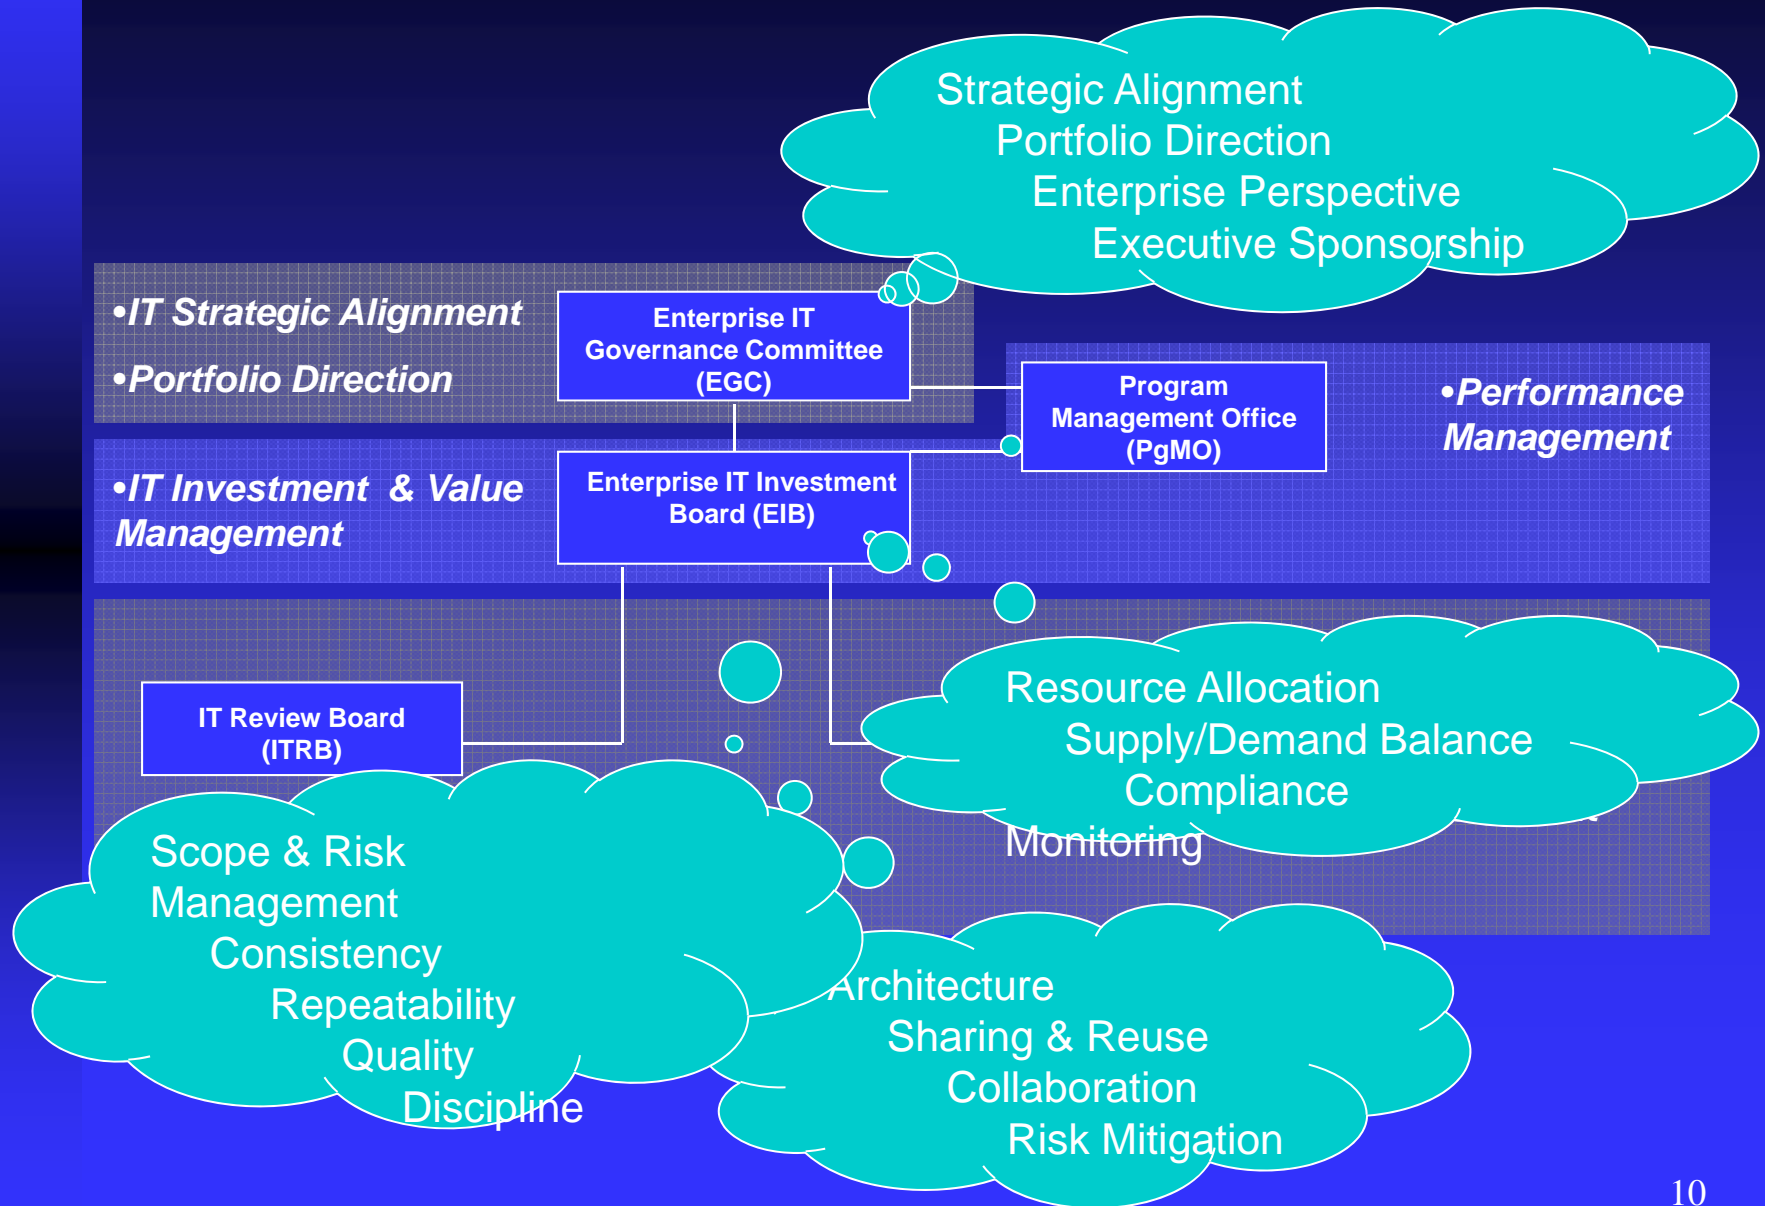 Strategic Alignment
Portfolio Direction
Enterprise Perspective
Executive Sponsorship
•IT Strategic Alignment
•Portfolio Direction
Enterprise IT
Governance Committee
(EGC)
Program
Management Office
(PgMO)
•Performance
Management
•IT Investment & Value
Management
Enterprise IT Investment
Board (EIB)
IT Review Board
(ITRB)
Resource Allocation
Supply/Demand Balance
Compliance
Monitoring
Scope & Risk
Management
Consistency
Repeatability
Quality
Discipline
Architecture
Sharing & Reuse
Collaboration
Risk Mitigation
10